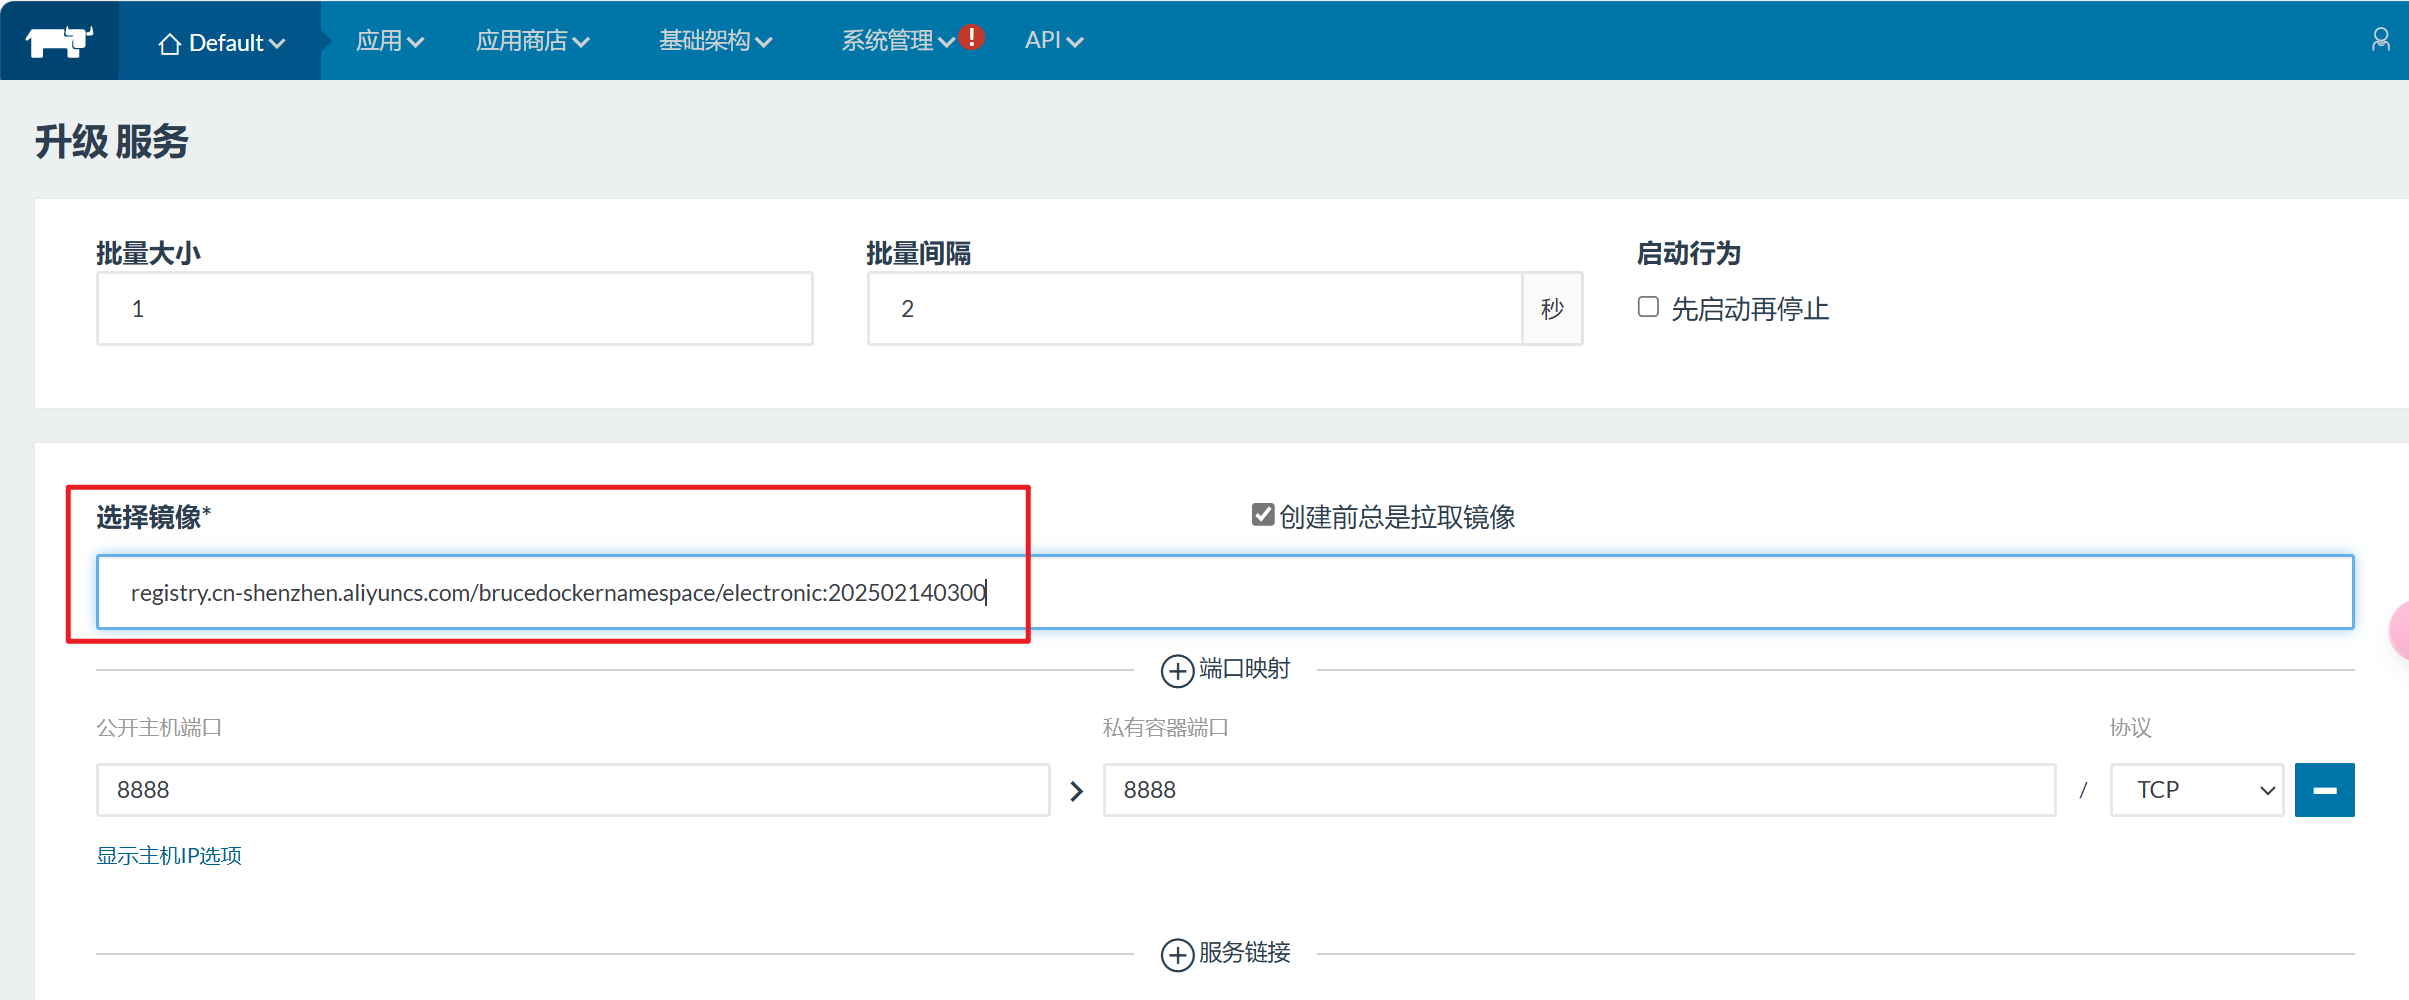 Default 应用 应用商店 基础架构 系统管理 ! API
升级 服务
批量大小 批量间隔 启动行为
1 2 秒 先启动再停止
选择镜像* 创建前总是拉取镜像
registry.cn-shenzhen.aliyuncs.com/brucedockernamespace/electronic:202502140300
端口映射
公开主机端口 私有容器端口 协议
8888 8888 / TCP
显示主机IP选项
服务链接